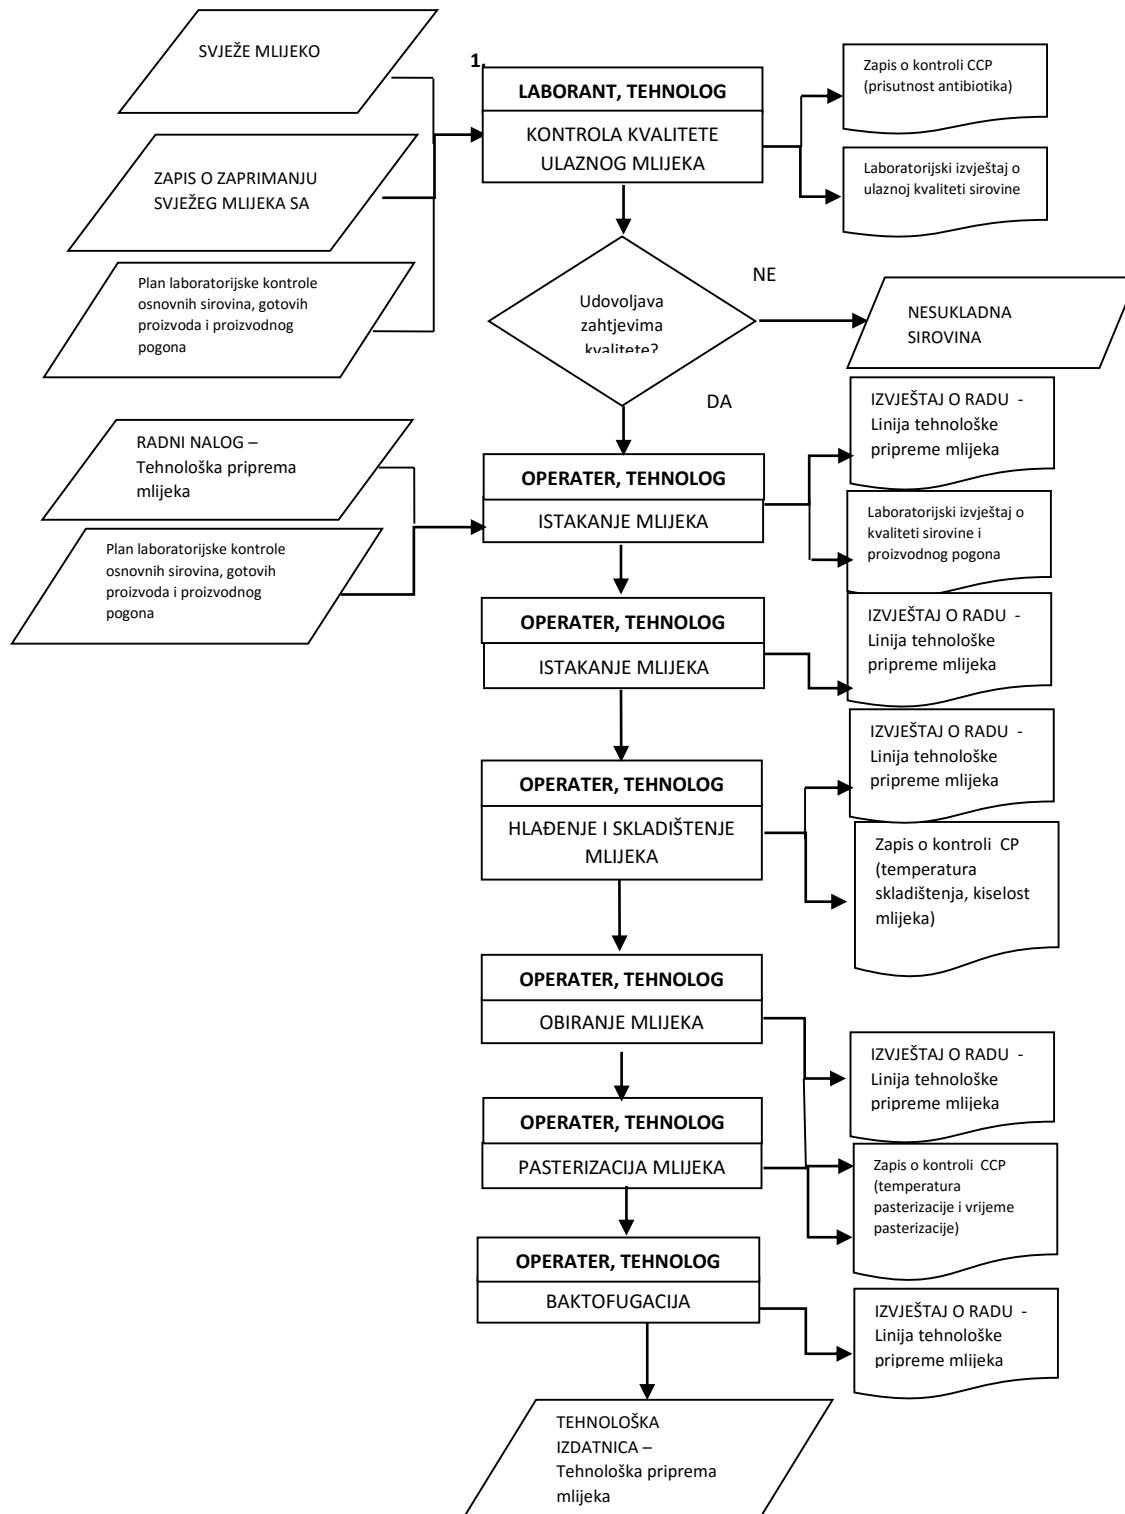 SVJEŽE MLIJEKO
ZAPIS O ZAPRIMANJU
SVJEŽEG MLIJEKA SA
Plan laboratorijske kontrole
osnovnih sirovina, gotovih
proizvoda i proizvodnog
pogona
1.
LABORANT, TEHNOLOG
KONTROLA KVALITETE
ULAZNOG MLIJEKA
Zapis o kontroli CCP
(prisutnost antibiotika)
Laboratorijski izvještaj o
ulaznoj kvaliteti sirovine
Udovoljava
zahtjevima
kvalitete?
NE
NESUKLADNA
SIROVINA
DA
RADNI NALOG –
Tehnološka priprema
mlijeka
Plan laboratorijske kontrole
osnovnih sirovina, gotovih
proizvoda i proizvodnog
pogona
OPERATER, TEHNOLOG
ISTAKANJE MLIJEKA
IZVJEŠTAJ O RADU -
Linija tehnološke
pripreme mlijeka
Laboratorijski izvještaj o
kvaliteti sirovine i
proizvodnog pogona
OPERATER, TEHNOLOG
ISTAKANJE MLIJEKA
IZVJEŠTAJ O RADU -
Linija tehnološke
pripreme mlijeka
OPERATER, TEHNOLOG
HLAĐENJE I SKLADIŠTENJE
MLIJEKA
IZVJEŠTAJ O RADU -
Linija tehnološke
pripreme mlijeka
Zapis o kontroli CP
(temperatura
skladištenja, kiselost
mlijeka)
OPERATER, TEHNOLOG
OBIRANJE MLIJEKA
IZVJEŠTAJ O RADU -
Linija tehnološke
pripreme mlijeka
OPERATER, TEHNOLOG
PASTERIZACIJA MLIJEKA
Zapis o kontroli CCP
(temperatura
pasterizacije i vrijeme
pasterizacije)
OPERATER, TEHNOLOG
BAKTOFUGACIJA
IZVJEŠTAJ O RADU -
Linija tehnološke
pripreme mlijeka
TEHNOLOŠKA
IZDATNICA –
Tehnološka priprema
mlijeka